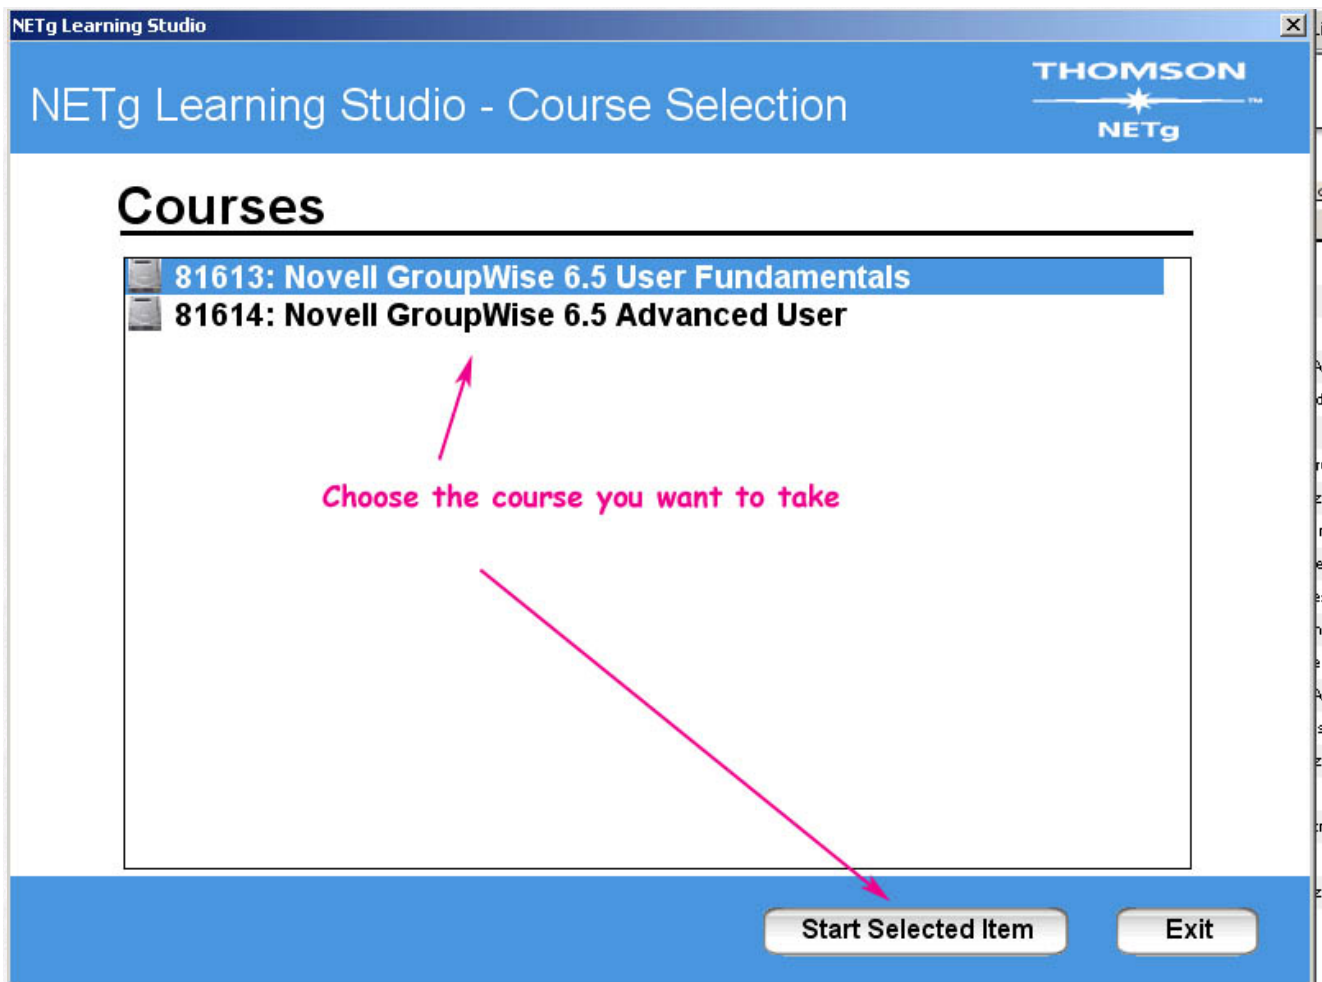 NETg Learning Studio
NETg Learning Studio - Course Selection
THOMSON
™
NETg
Courses
81613: Novell GroupWise 6.5 User Fundamentals
81614: Novell GroupWise 6.5 Advanced User
Choose the course you want to take
Start Selected Item
Exit